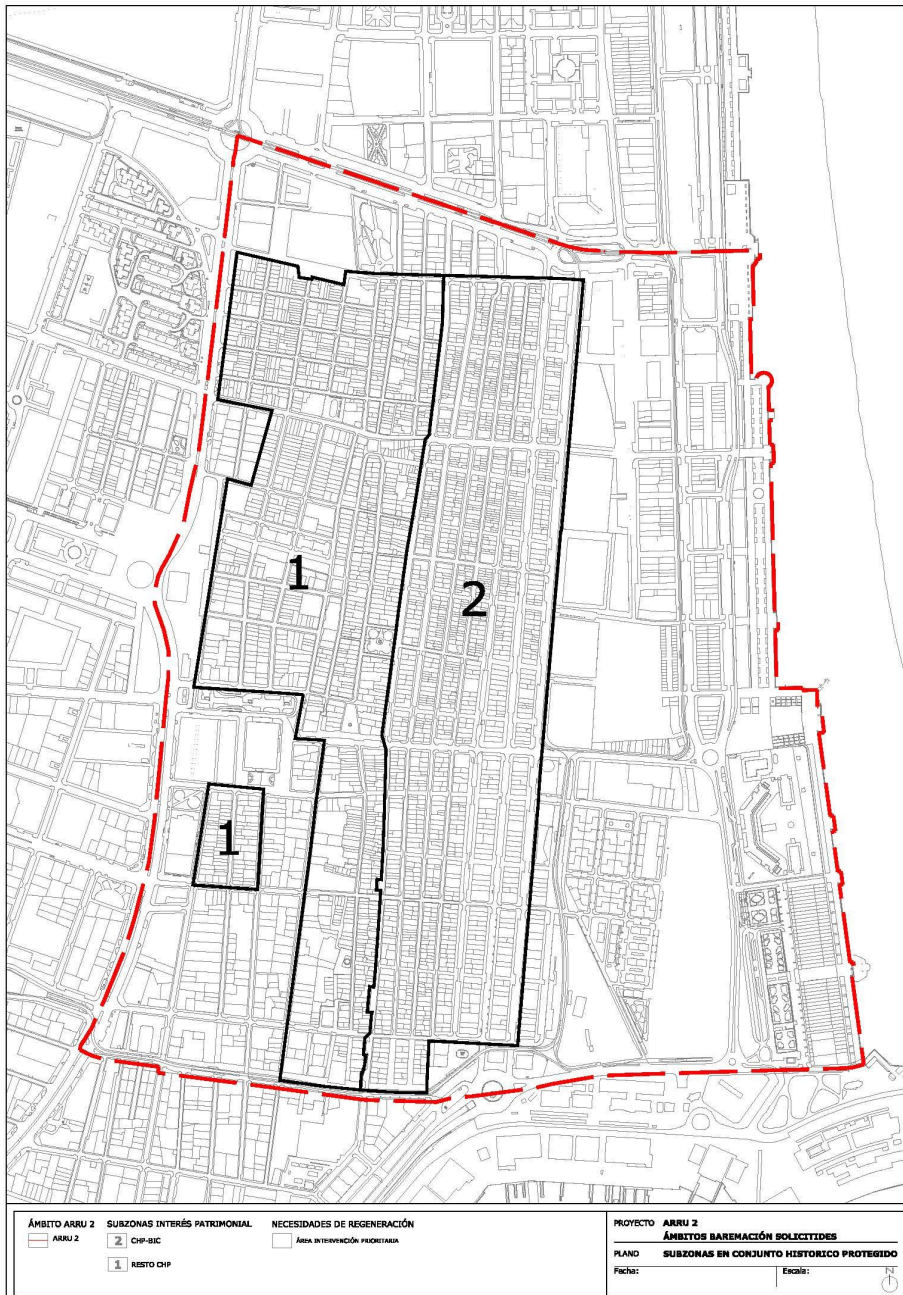 1
2
1
ÁMBITO ARRU 2
ARRU 2
SUBZONAS INTERÉS PATRIMONIAL
2 CHP-BIC
1 RESTO CHP
NECESIDADES DE REGENERACIÓN
ÁREA INTERVENCIÓN PRIORITARIA
PROYECTO ARRU 2
ÁMBITOS BAREMACIÓN SOLICITIDES
PLANO SUBZONAS EN CONJUNTO HISTORICO PROTEGIDO
Fecha:
Escala:
N